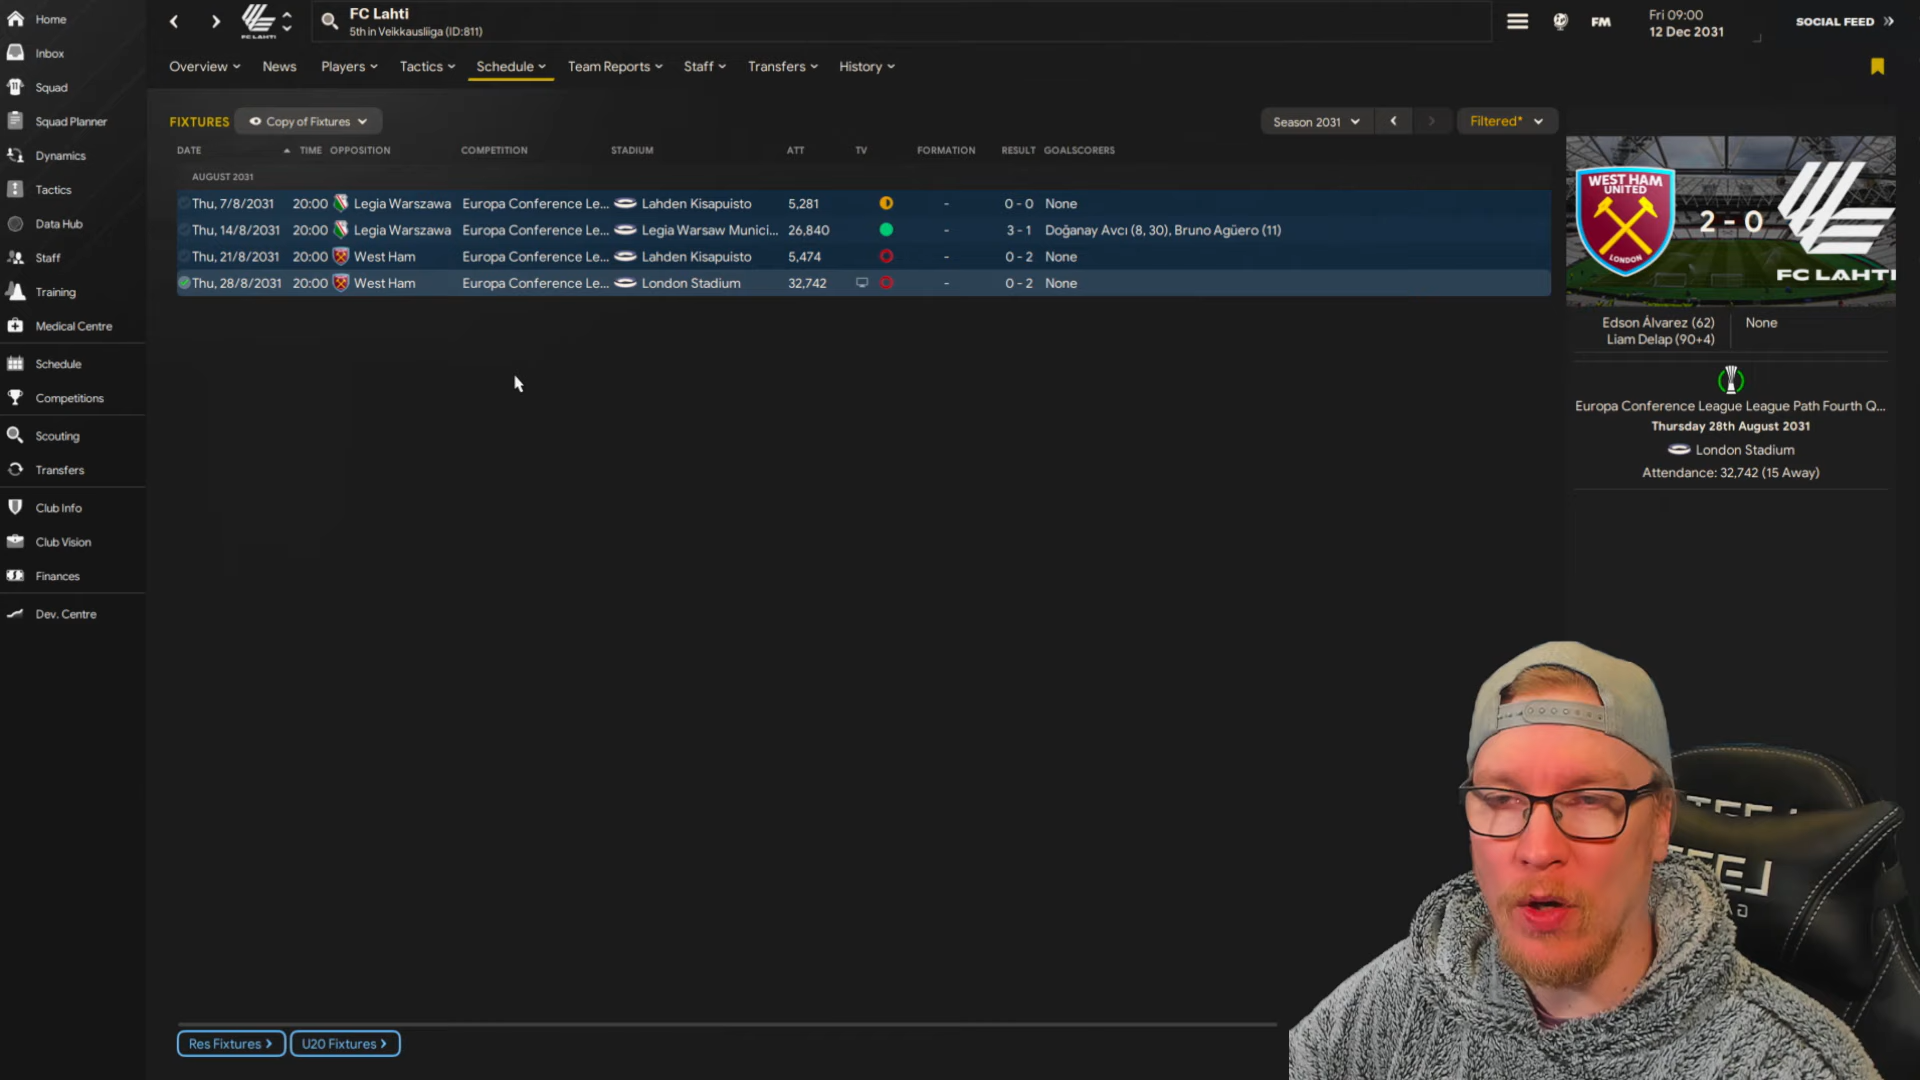 Home
Inbox
Squad
Squad Planner
Dynamics
Tactics
Data Hub
Staff
Training
Medical Centre
Schedule
Competitions
Scouting
Transfers
Club Info
Club Vision
Finances
Dev. Centre
FC LAHTI
FC Lahti
5th in Veikkausliiga (ID:811)
FM
Fri 09:00
12 Dec 2031
SOCIAL FEED
Overview
News
Players
Tactics
Schedule
Team Reports
Staff
Transfers
History
FIXTURES
Copy of Fixtures
Season 2031
Filtered*
DATE TIME OPPOSITION COMPETITION STADIUM ATT TV FORMATION RESULT GOALSCORERS
AUGUST 2031
Thu, 7/8/2031 20:00 Legia Warszawa Europa Conference Le... Lahden Kisapuisto 5,281 - 0 - 0 None
Thu, 14/8/2031 20:00 Legia Warszawa Europa Conference Le... Legia Warsaw Munici... 26,840 - 3 - 1 Doğanay Avcı (8, 30), Bruno Agüero (11)
Thu, 21/8/2031 20:00 West Ham Europa Conference Le... Lahden Kisapuisto 5,474 - 0 - 2 None
Thu, 28/8/2031 20:00 West Ham Europa Conference Le... London Stadium 32,742 - 0 - 2 None
WEST HAM
UNITED
LONDON
2 - 0
FC LAHTI
Edson Álvarez (62)
Liam Delap (90+4)
None
Europa Conference League League Path Fourth Q...
Thursday 28th August 2031
London Stadium
Attendance: 32,742 (15 Away)
Res Fixtures
U20 Fixtures